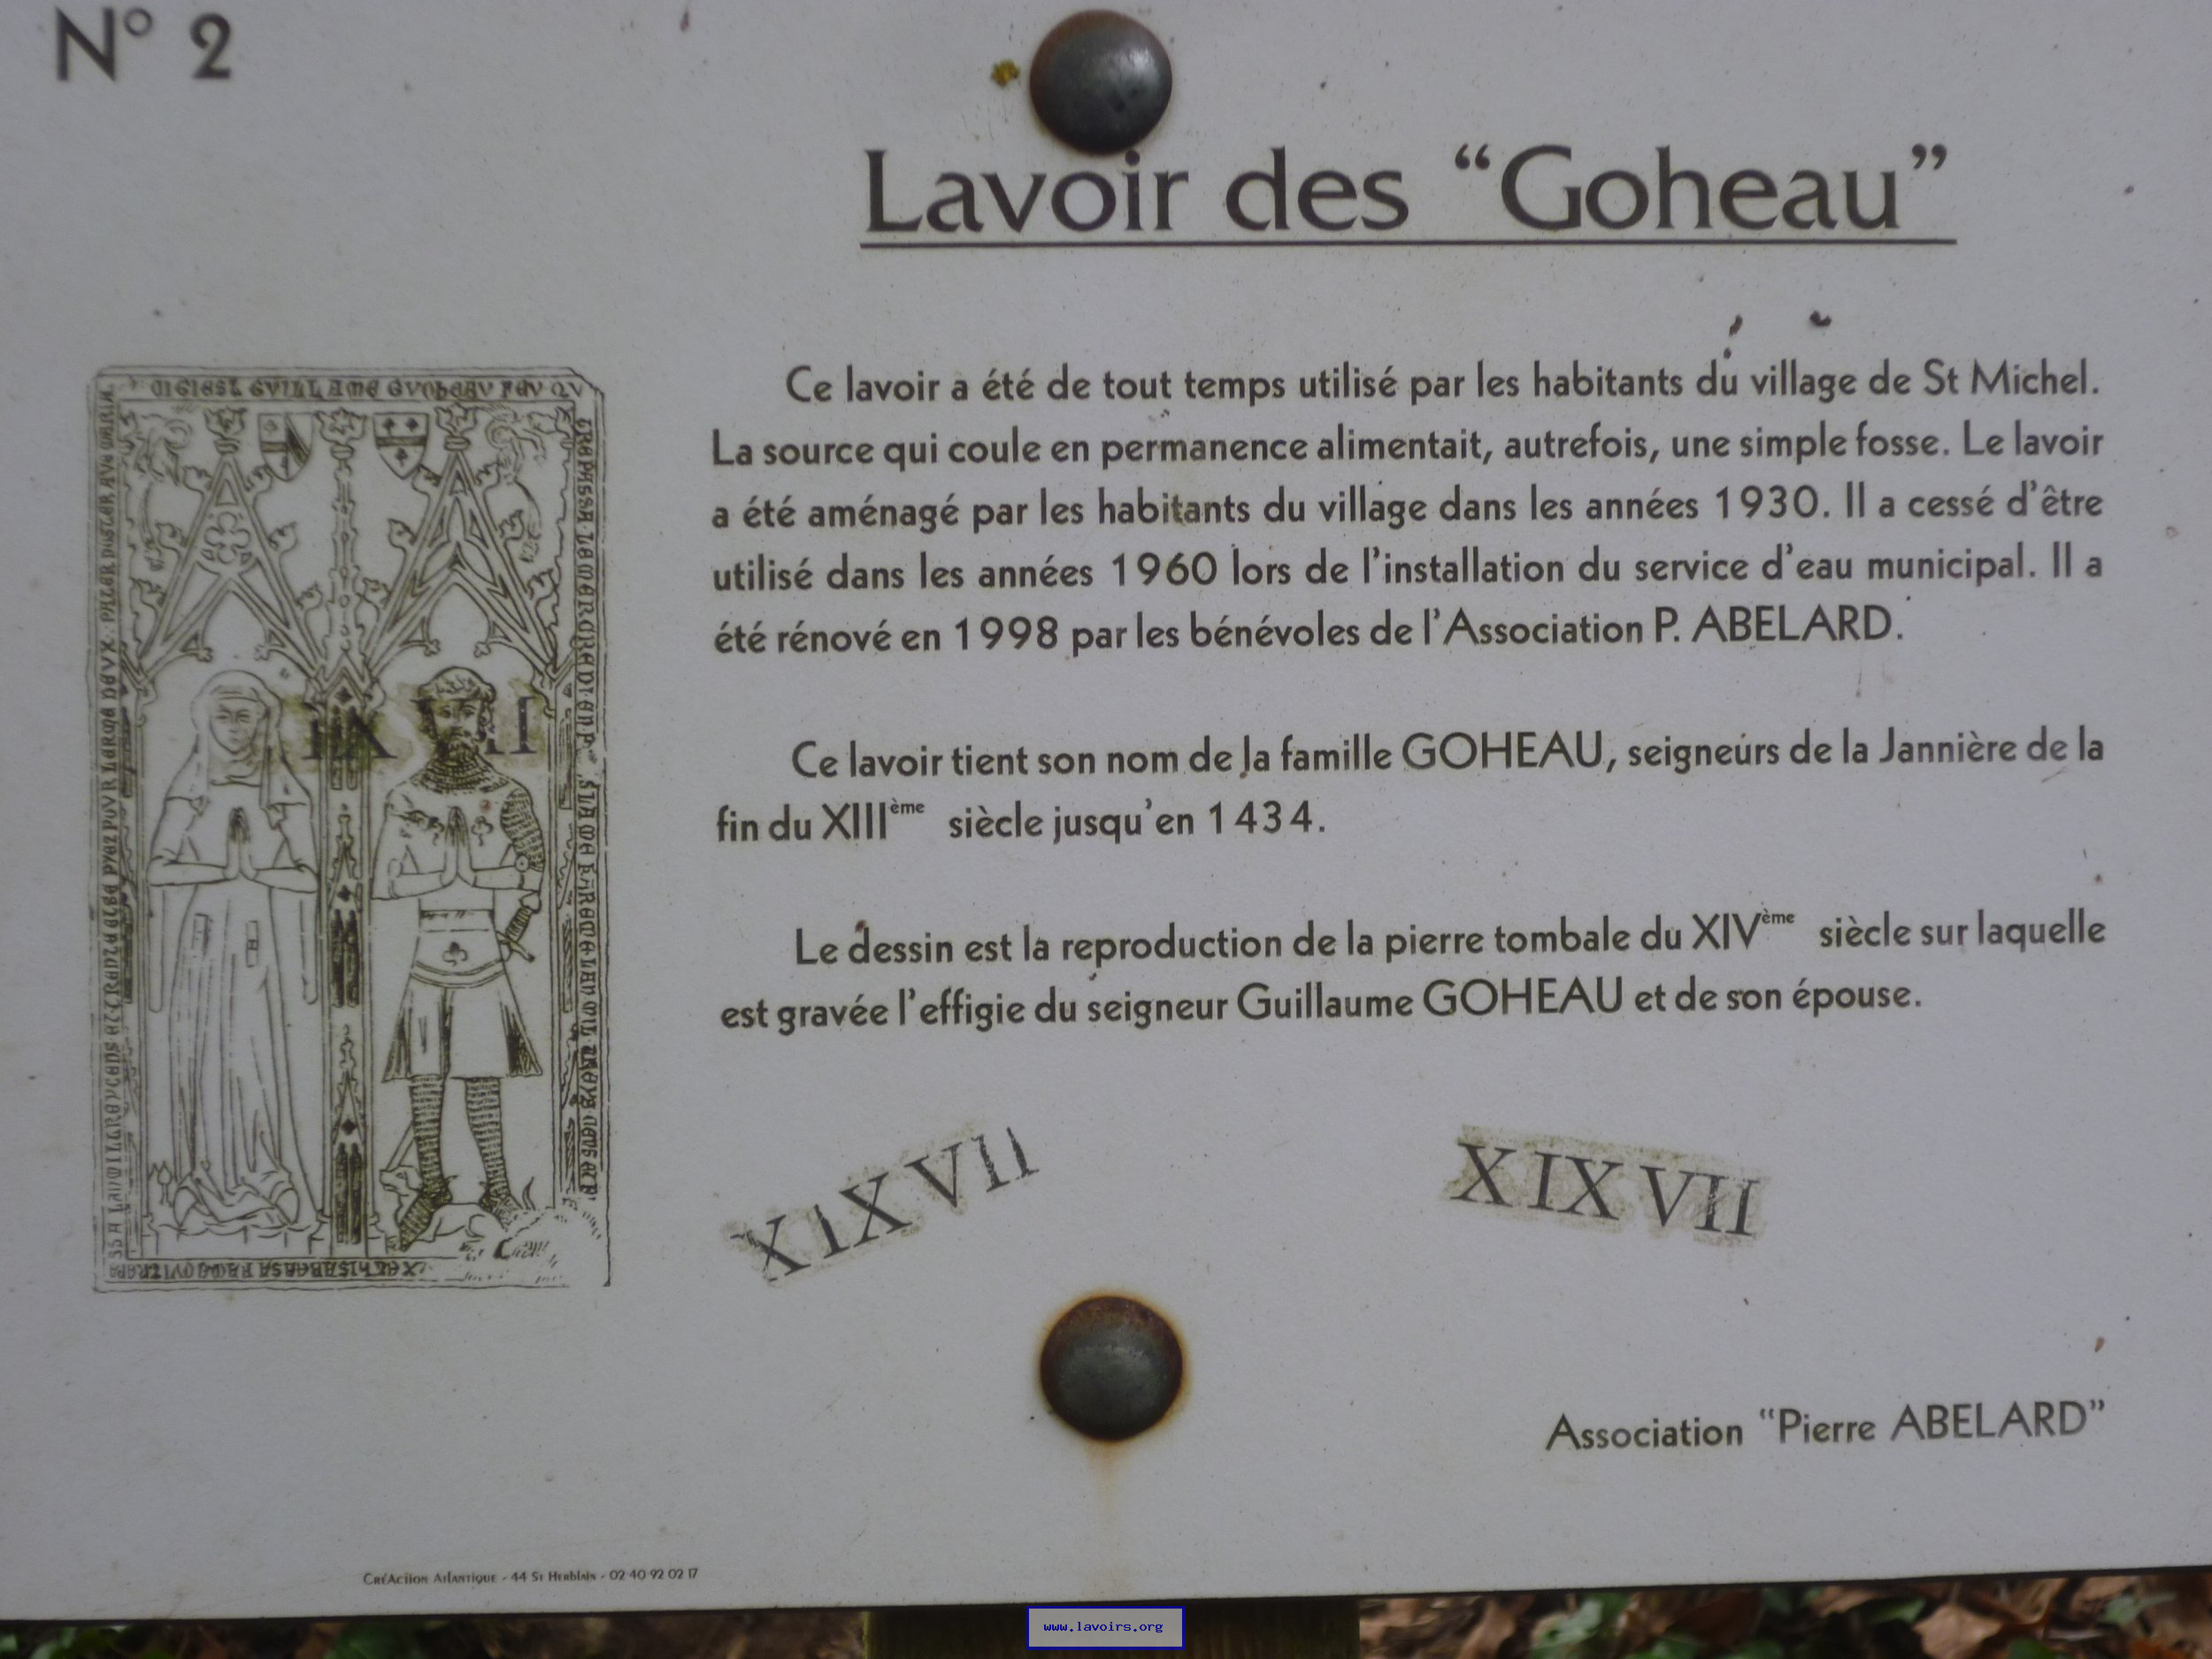 N° 2
Lavoir des “Goheau”
Ce lavoir a été de tout temps utilisé par les habitants du village de St Michel.
La source qui coule en permanence alimentait, autrefois, une simple fosse. Le lavoir
a été aménagé par les habitants du village dans les années 1930. Il a cessé d’être
utilisé dans les années 1960 lors de l’installation du service d’eau municipal. Il a
été rénové en 1998 par les bénévoles de l’Association P. ABELARD.
Ce lavoir tient son nom de la famille GOHEAU, seigneurs de la Jannière de la
fin du XIIIème siècle jusqu’en 1434.
Le dessin est la reproduction de la pierre tombale du XIVème siècle sur laquelle
est gravée l’effigie du seigneur Guillaume GOHEAU et de son épouse.
XIXVII
XIXVII
Association “Pierre ABELARD”
CRÉACTION ATLANTIQUE - 44 ST HERBLAIN - 02 40 92 02 17
www.lavoirs.org